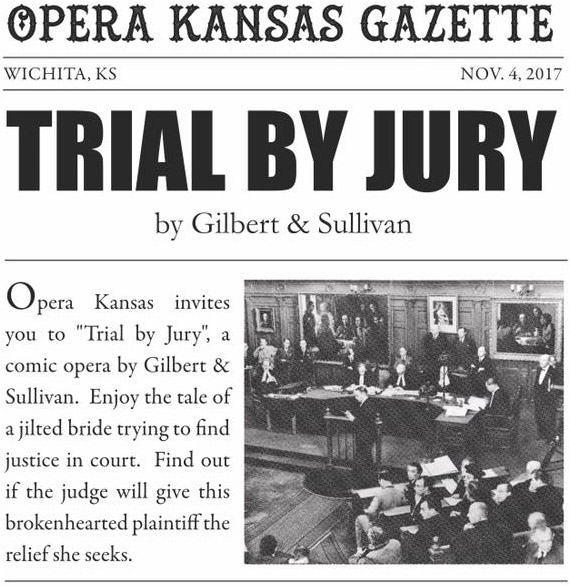 OPERA KANSAS GAZETTE
WICHITA, KS
NOV. 4, 2017
TRIAL BY JURY
by Gilbert & Sullivan
Opera Kansas invites
you to "Trial by Jury", a
comic opera by Gilbert &
Sullivan. Enjoy the tale of
a jilted bride trying to find
justice in court. Find out
if the judge will give this
brokenhearted plaintiff the
relief she seeks.